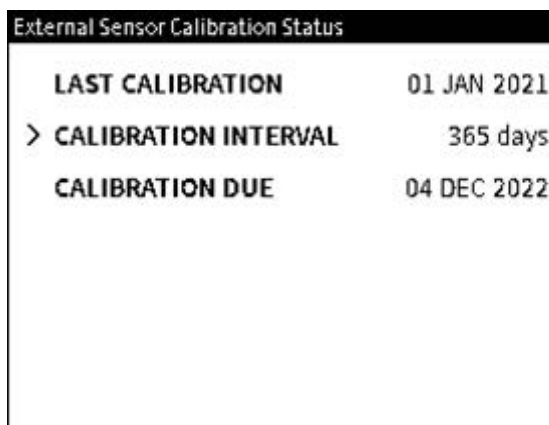 External Sensor Calibration Status
LAST CALIBRATION 01 JAN 2021
> CALIBRATION INTERVAL 365 days
CALIBRATION DUE 04 DEC 2022